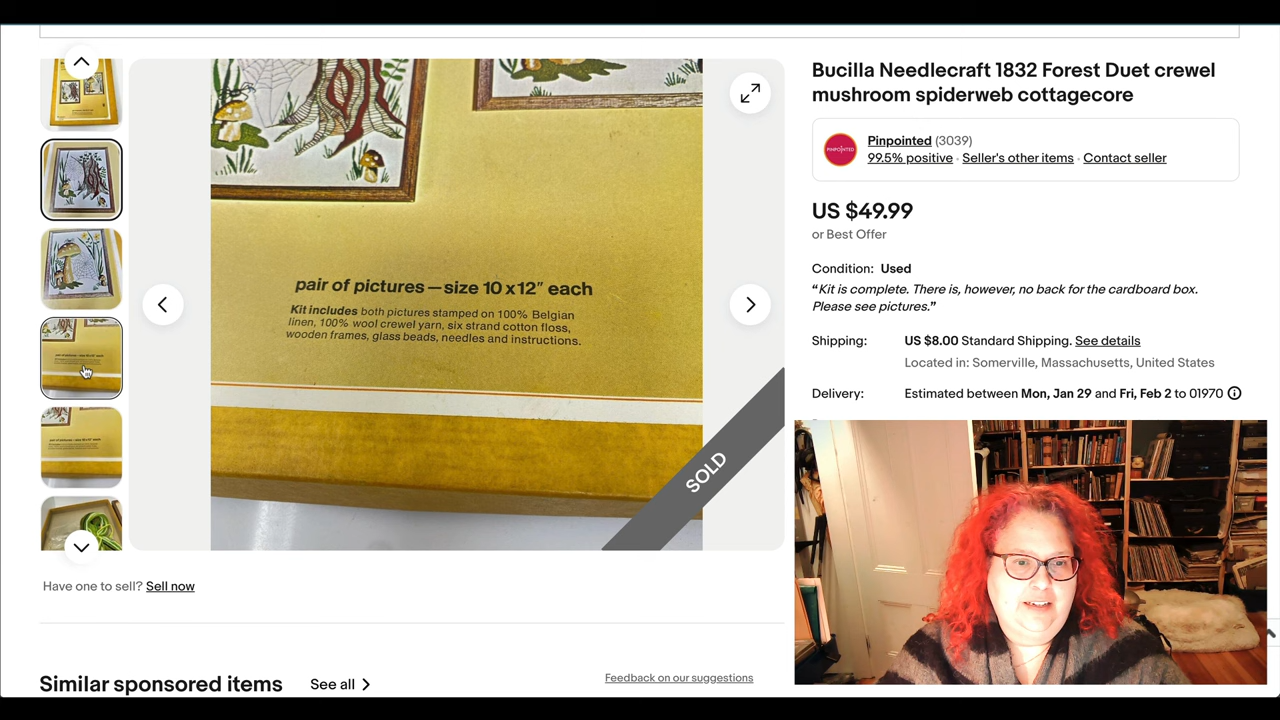 pair of pictures — size 10 x 12" each
Kit includes both pictures stamped on 100% Belgian
linen, 100% wool crewel yarn, six strand cotton floss,
wooden frames, glass beads, needles and instructions.
SOLD
Have one to sell? Sell now
Similar sponsored items
See all
Feedback on our suggestions
Bucilla Needlecraft 1832 Forest Duet crewel
mushroom spiderweb cottagecore
PINPOINTED
Pinpointed (3039)
99.5% positive · Seller's other items · Contact seller
US $49.99
or Best Offer
Condition: Used
“Kit is complete. There is, however, no back for the cardboard box.
Please see pictures.”
Shipping: US $8.00 Standard Shipping. See details
Located in: Somerville, Massachusetts, United States
Delivery: Estimated between Mon, Jan 29 and Fri, Feb 2 to 01970